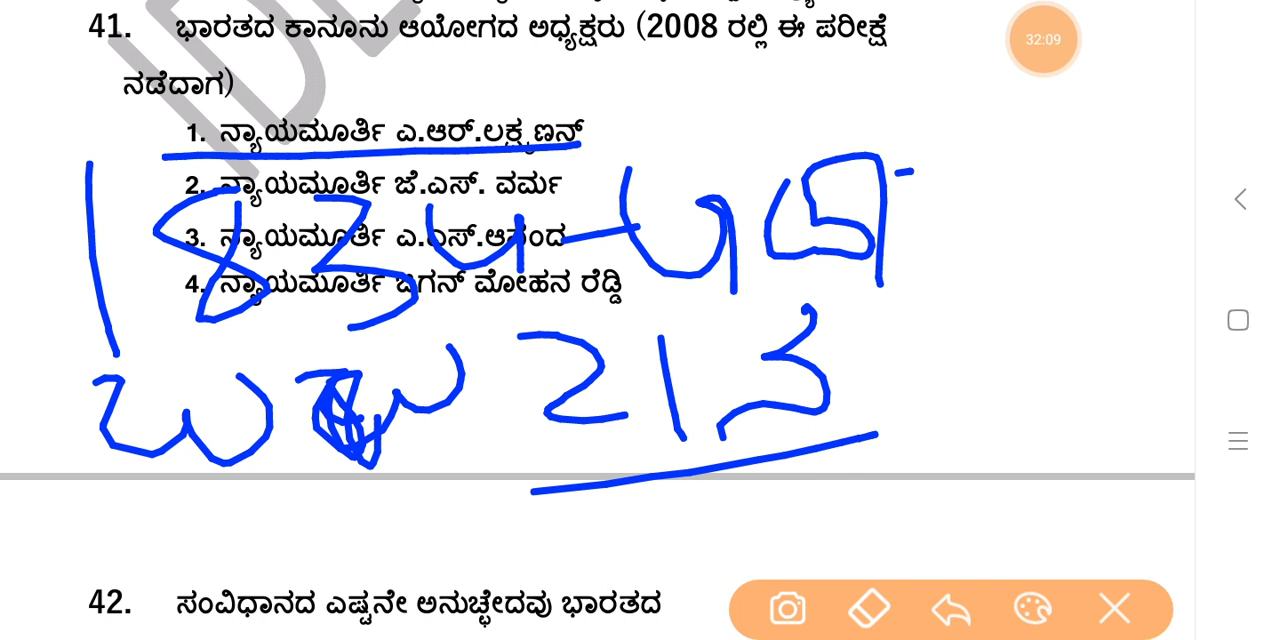 41. ಭಾರತದ ಕಾನೂನು ಆಯೋಗದ ಅಧ್ಯಕ್ಷರು (2008 ರಲ್ಲಿ ಈ ಪರೀಕ್ಷೆ
32:09
ನಡೆದಾಗ)
1. ನ್ಯಾಯಮೂರ್ತಿ ಎ.ಆರ್.ಲಕ್ಷ್ಮಣನ್
2. ನ್ಯಾಯಮೂರ್ತಿ ಜೆ.ಎಸ್. ವರ್ಮ
3. ನ್ಯಾಯಮೂರ್ತಿ ಎ.ಎಸ್.ಆನಂದ
4. ನ್ಯಾಯಮೂರ್ತಿ ಜಗನ್ ಮೋಹನ ರೆಡ್ಡಿ
1834
213
42. ಸಂವಿಧಾನದ ಎಷ್ಟನೇ ಅನುಚ್ಛೇದವು ಭಾರತದ